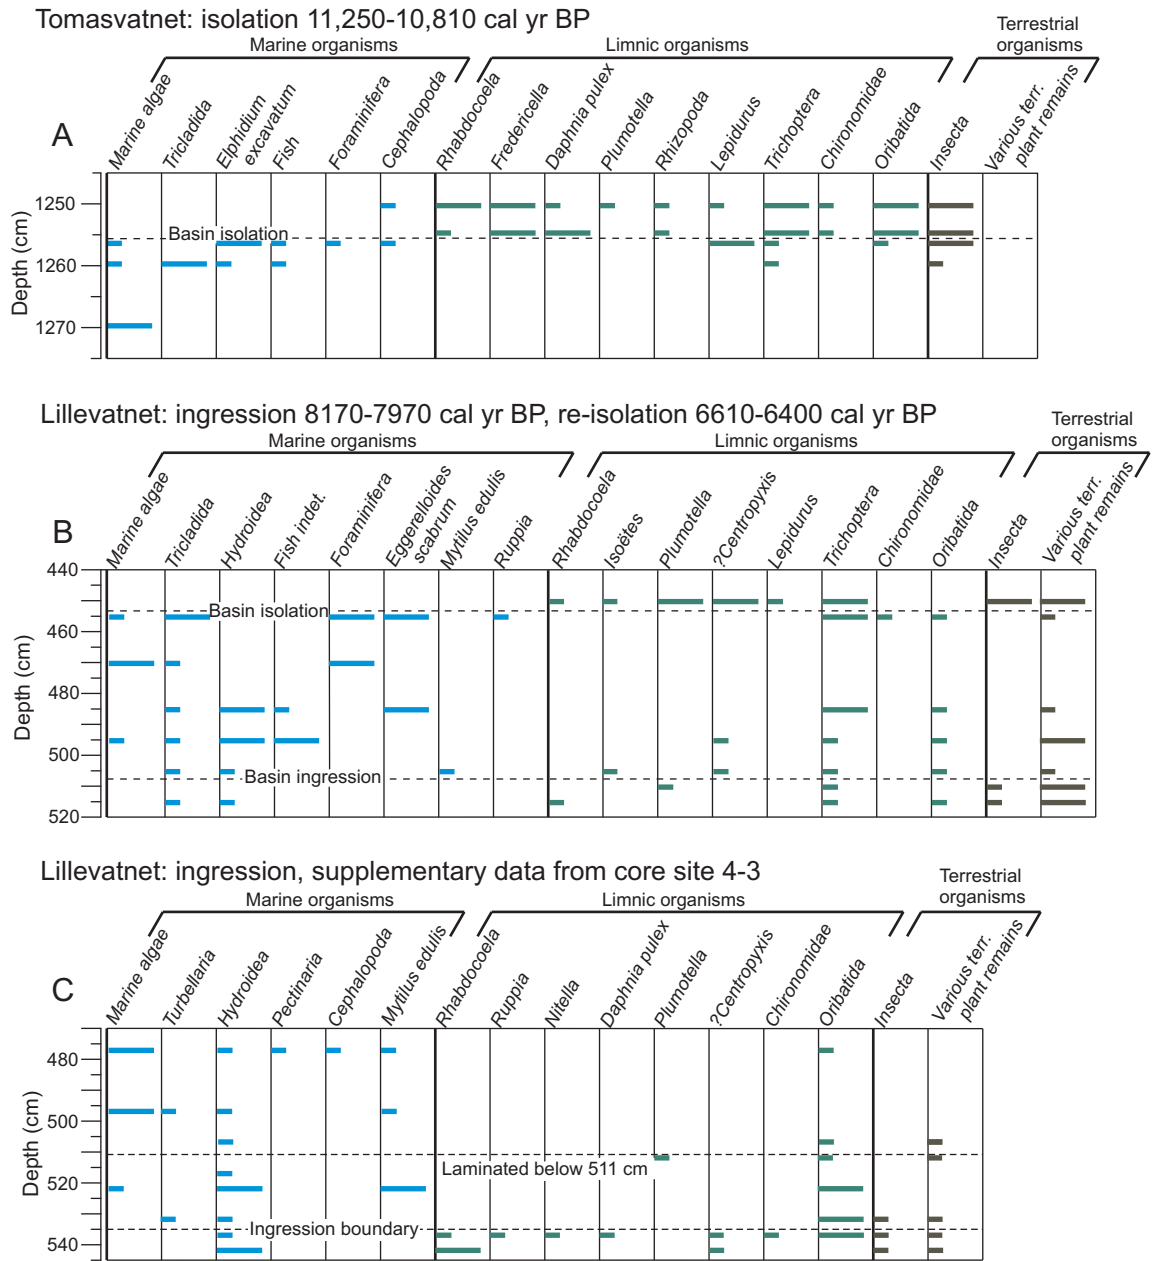 Tomasvatnet: isolation 11,250-10,810 cal yr BP
Marine organisms
Limnic organisms
Terrestrial
organisms
A
Marine algae
Tricladida
Elphidium
excavatum
Fish
Foraminifera
Cephalopoda
Rhabdocoela
Fredericella
Daphnia pulex
Plumotella
Rhizopoda
Lepidurus
Trichoptera
Chironomidae
Oribatida
Insecta
Various terr.
plant remains
Depth (cm)
1250
1260
1270
Basin isolation
Lillevatnet: ingression 8170-7970 cal yr BP, re-isolation 6610-6400 cal yr BP
Marine organisms
Limnic organisms
Terrestrial
organisms
B
Marine algae
Tricladida
Hydroidea
Fish indet.
Foraminifera
Eggerelloides
scabrum
Mytilus edulis
Ruppia
Rhabdocoela
Isoëtes
Plumotella
?Centropyxis
Lepidurus
Trichoptera
Chironomidae
Oribatida
Insecta
Various terr.
plant remains
Depth (cm)
440
460
480
500
520
Basin isolation
Basin ingression
Lillevatnet: ingression, supplementary data from core site 4-3
Marine organisms
Limnic organisms
Terrestrial
organisms
C
Marine algae
Turbellaria
Hydroidea
Pectinaria
Cephalopoda
Mytilus edulis
Rhabdocoela
Ruppia
Nitella
Daphnia pulex
Plumotella
?Centropyxis
Chironomidae
Oribatida
Insecta
Various terr.
plant remains
Depth (cm)
480
500
520
540
Laminated below 511 cm
Ingression boundary